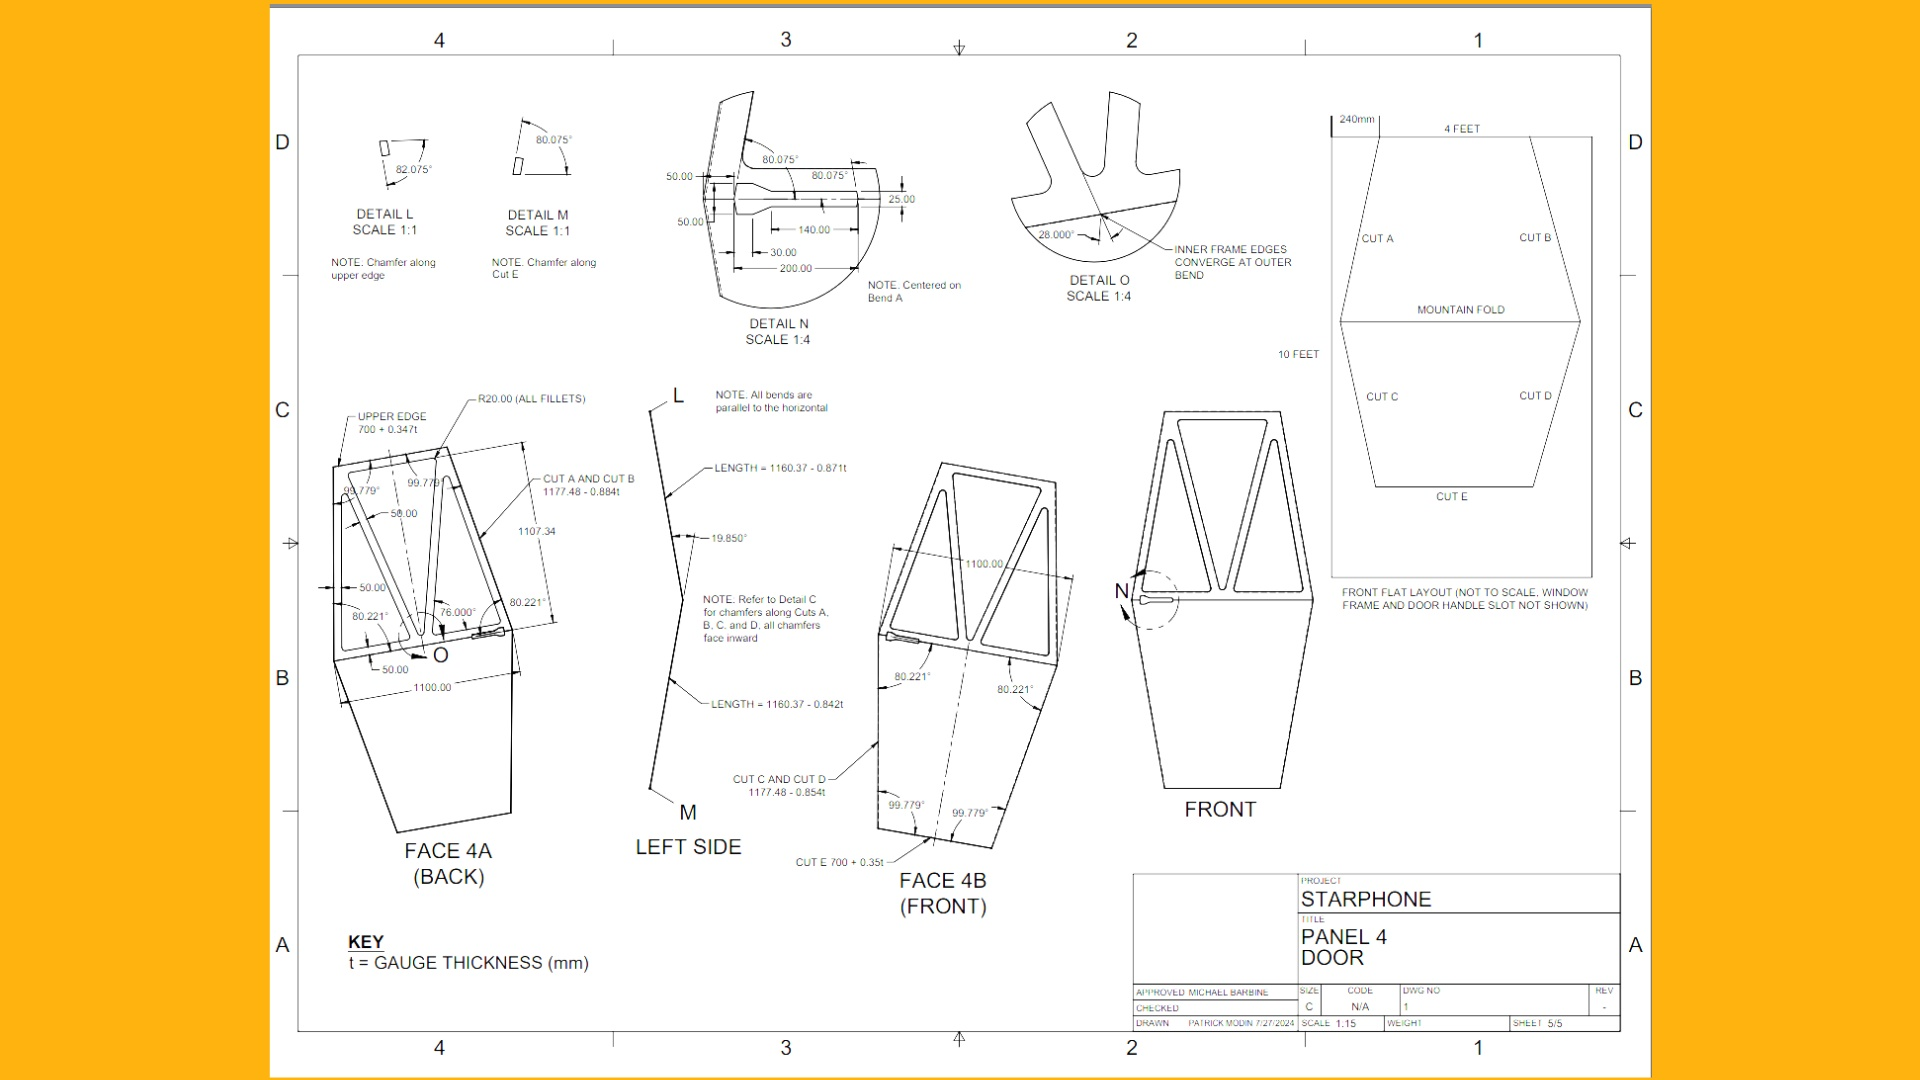 4
3
2
1
D
D
80.075°
82.075°
DETAIL L
SCALE 1:1
NOTE. Chamfer along
upper edge
DETAIL M
SCALE 1:1
NOTE. Chamfer along
Cut E
50.00
80.075°
80.075°
25.00
50.00
140.00
30.00
200.00
NOTE. Centered on
Bend A
DETAIL N
SCALE 1:4
28.000°
INNER FRAME EDGES
CONVERGE AT OUTER
BEND
DETAIL O
SCALE 1:4
240mm
4 FEET
CUT A
CUT B
MOUNTAIN FOLD
10 FEET
CUT C
CUT D
CUT E
FRONT FLAT LAYOUT (NOT TO SCALE, WINDOW
FRAME AND DOOR HANDLE SLOT NOT SHOWN)
C
C
R20.00 (ALL FILLETS)
UPPER EDGE
700 + 0.347t
99.779°
99.779°
CUT A AND CUT B
1177.48 - 0.884t
50.00
1107.34
50.00
76.000°
80.221°
80.221°
O
50.00
1100.00
FACE 4A
(BACK)
L
NOTE. All bends are
parallel to the horizontal
LENGTH = 1160.37 - 0.871t
19.850°
NOTE. Refer to Detail C
for chamfers along Cuts A,
B, C, and D, all chamfers
face inward
LENGTH = 1160.37 - 0.842t
M
LEFT SIDE
1100.00
80.221°
80.221°
CUT C AND CUT D
1177.48 - 0.854t
99.779°
99.779°
CUT E 700 + 0.35t
FACE 4B
(FRONT)
N
FRONT
B
B
KEY
t = GAUGE THICKNESS (mm)
A
A
PROJECT
STARPHONE
TITLE
PANEL 4
DOOR
APPROVED MICHAEL BARBINE
SIZE
CODE
DWG NO
REV
CHECKED
C
N/A
1
-
DRAWN PATRICK MODIN 7/27/2024
SCALE 1:15
WEIGHT
SHEET 5/5
4
3
2
1